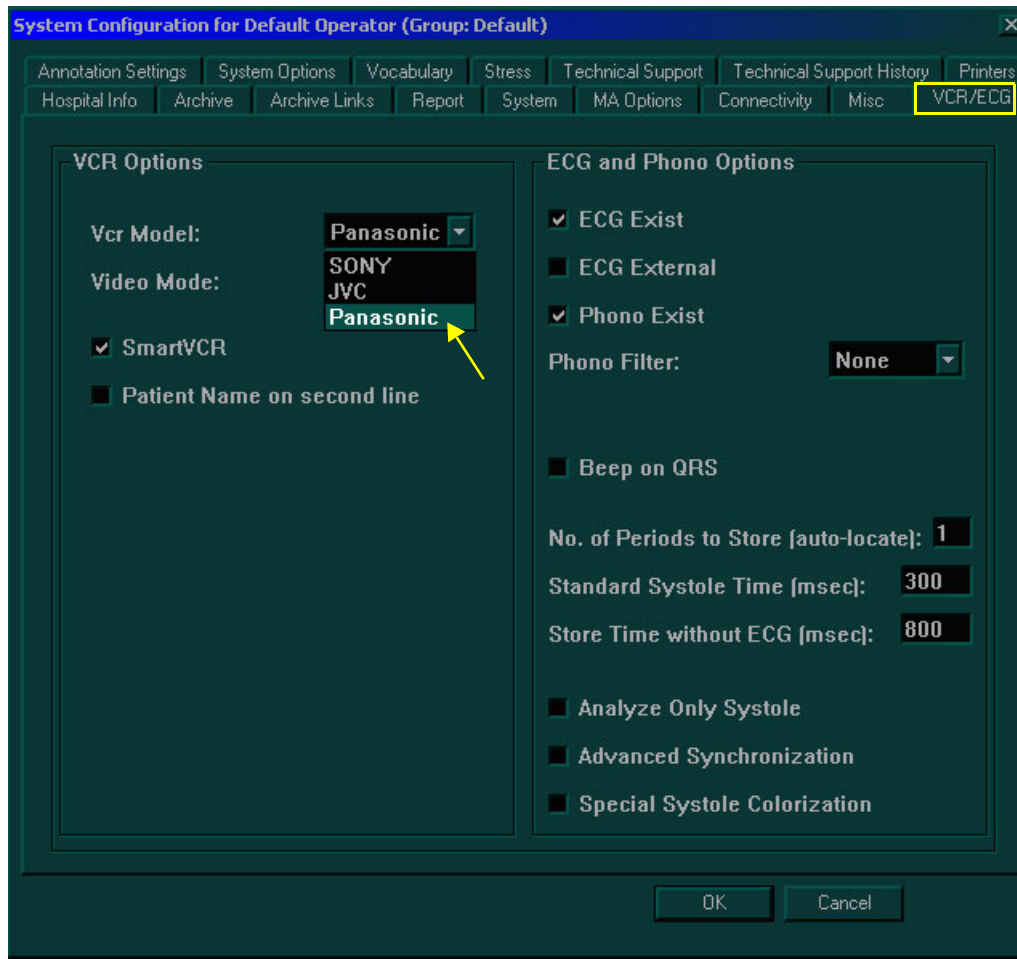 System Configuration for Default Operator (Group: Default)
Annotation Settings System Options Vocabulary Stress Technical Support Technical Support History Printers
Hospital Info Archive Archive Links Report System MA Options Connectivity Misc VCR/ECG
VCR Options
Vcr Model: Panasonic
SONY
JVC
Panasonic
Video Mode:
SmartVCR
Patient Name on second line
ECG and Phono Options
ECG Exist
ECG External
Phono Exist
Phono Filter: None
Beep on QRS
No. of Periods to Store (auto-locate): 1
Standard Systole Time (msec): 300
Store Time without ECG (msec): 800
Analyze Only Systole
Advanced Synchronization
Special Systole Colorization
OK Cancel